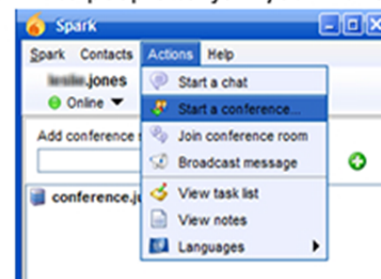 Spark
Spark Contacts Actions Help
.jones
Online
Start a chat
Start a conference...
Join conference room
Broadcast message
View task list
View notes
Languages
Add conference
conference.ju